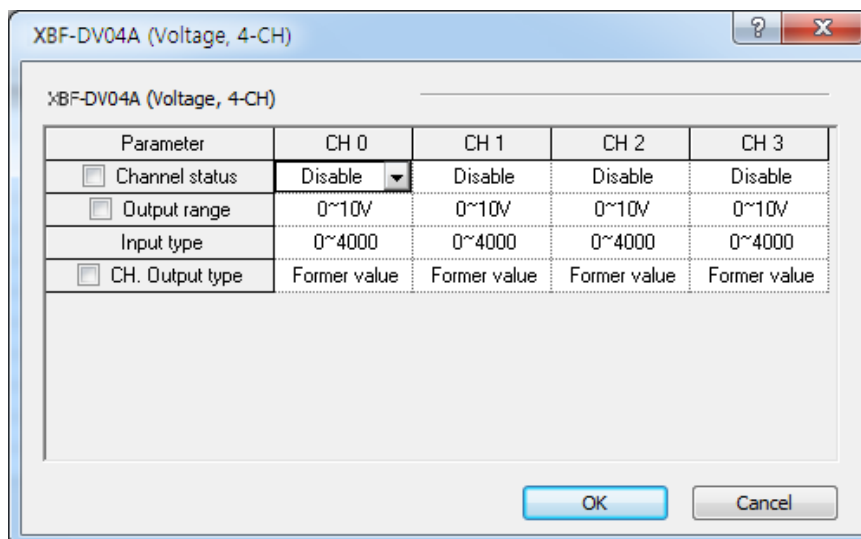 XBF-DV04A (Voltage, 4-CH)
XBF-DV04A (Voltage, 4-CH)
Parameter CH 0 CH 1 CH 2 CH 3
Channel status Disable Disable Disable Disable
Output range 0~10V 0~10V 0~10V 0~10V
Input type 0~4000 0~4000 0~4000 0~4000
CH. Output type Former value Former value Former value Former value
OK Cancel